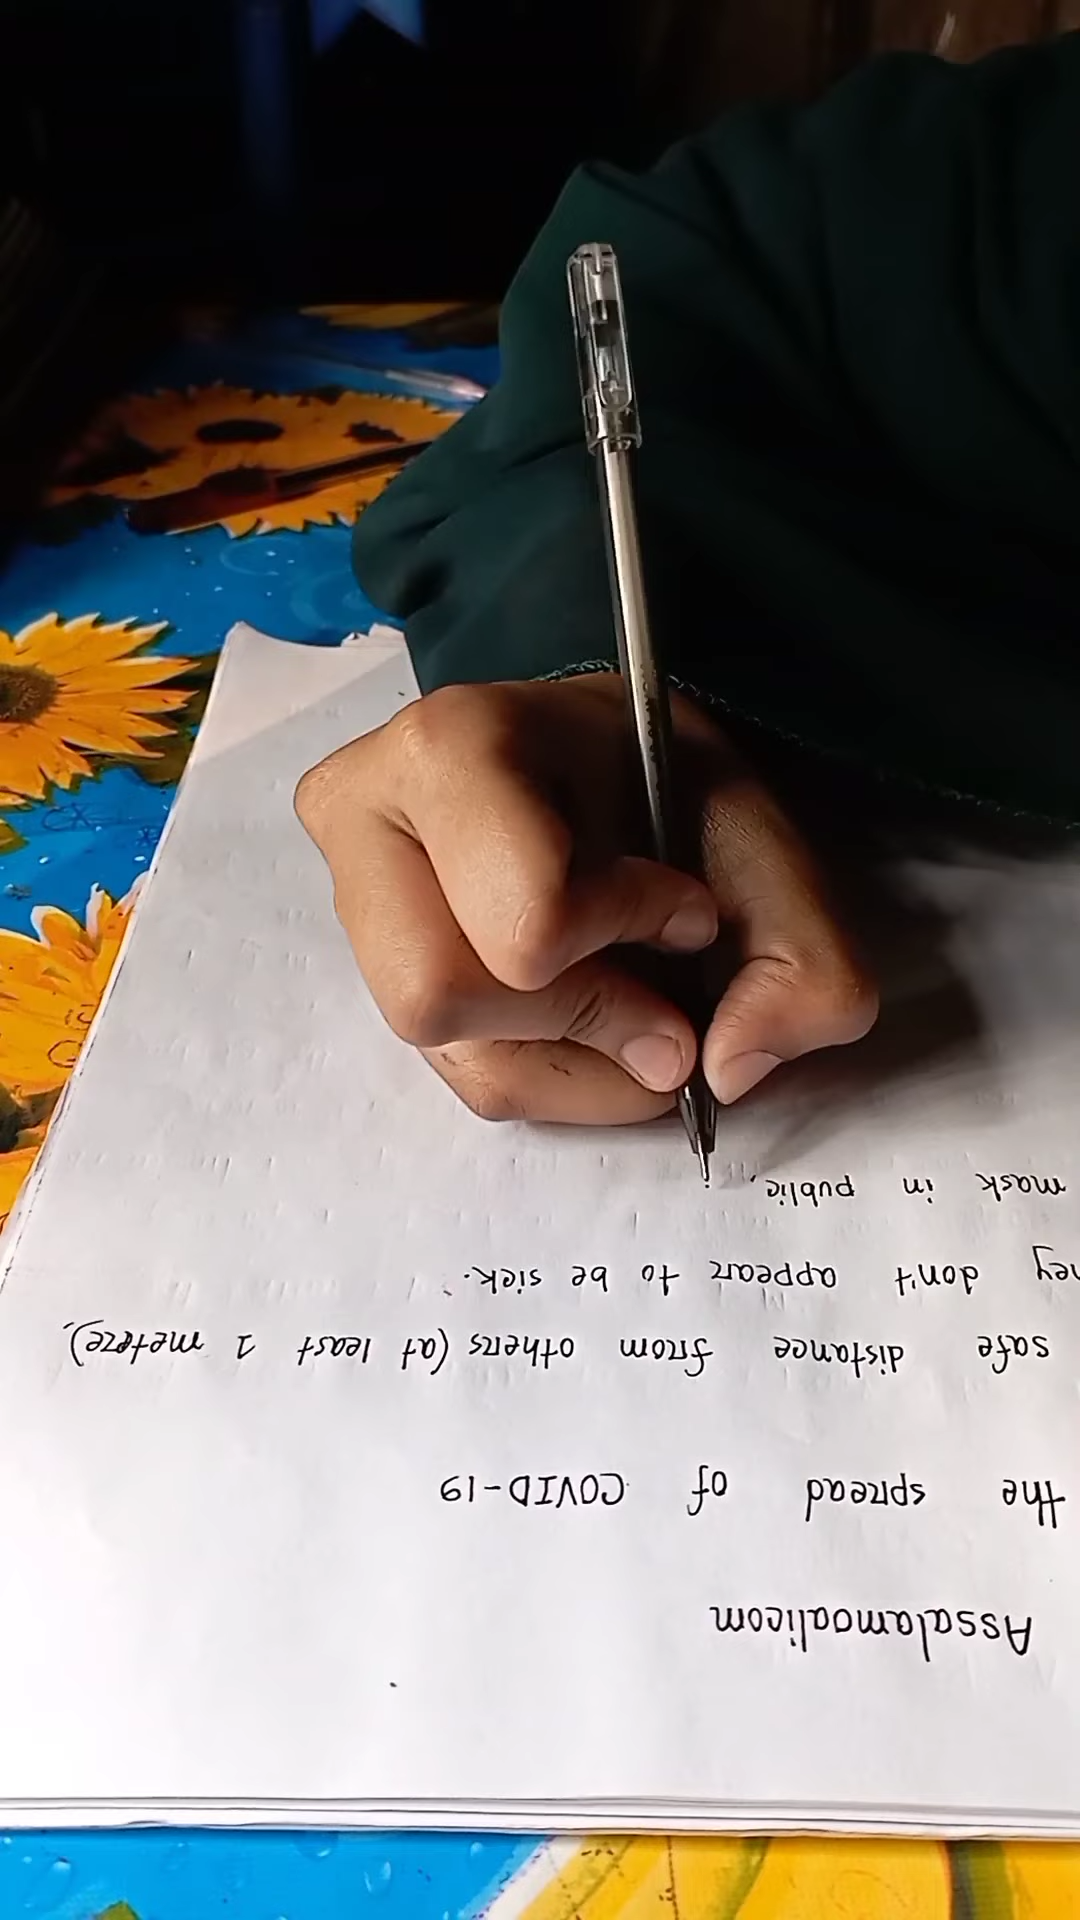 Assalamoalicom
the spread of COVID-19
safe distance from others (at least 1 metere).
don't appear to be sick.
mask in public.